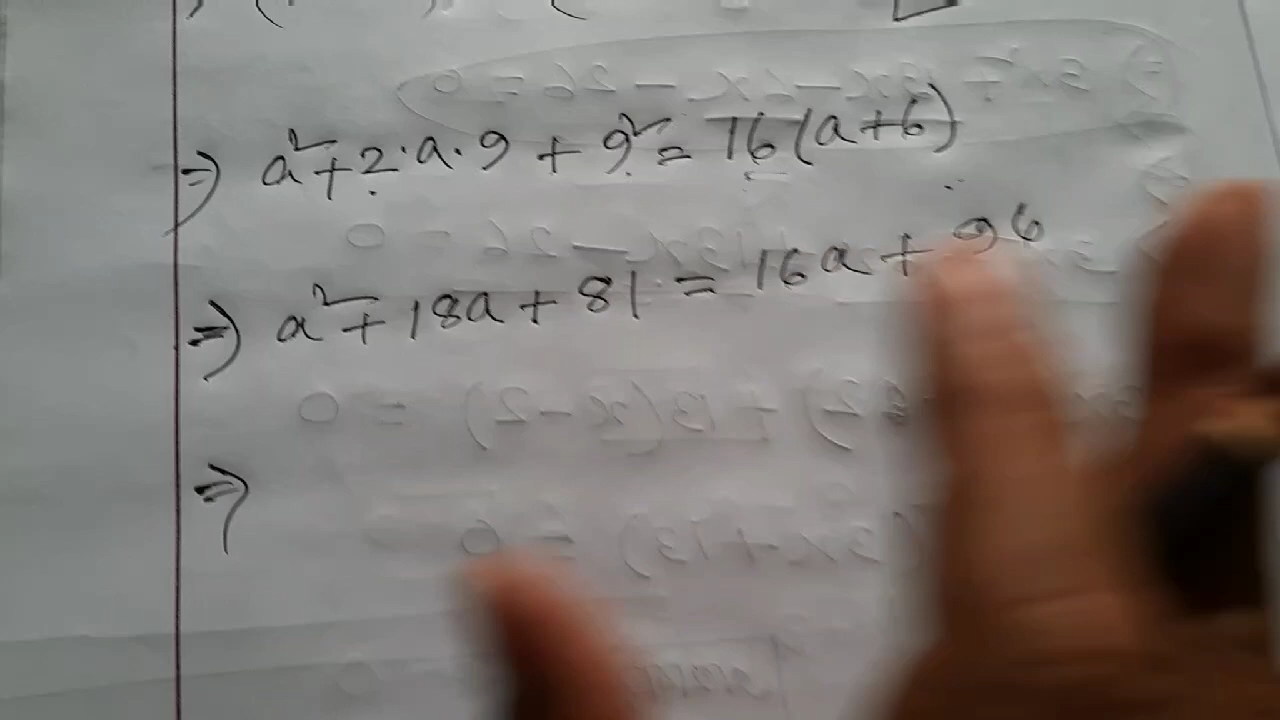 ⇒) a² + 2·a·9 + 9² = 16(a+6)
⇒) a² + 18a + 81 = 16a + 96
⇒)